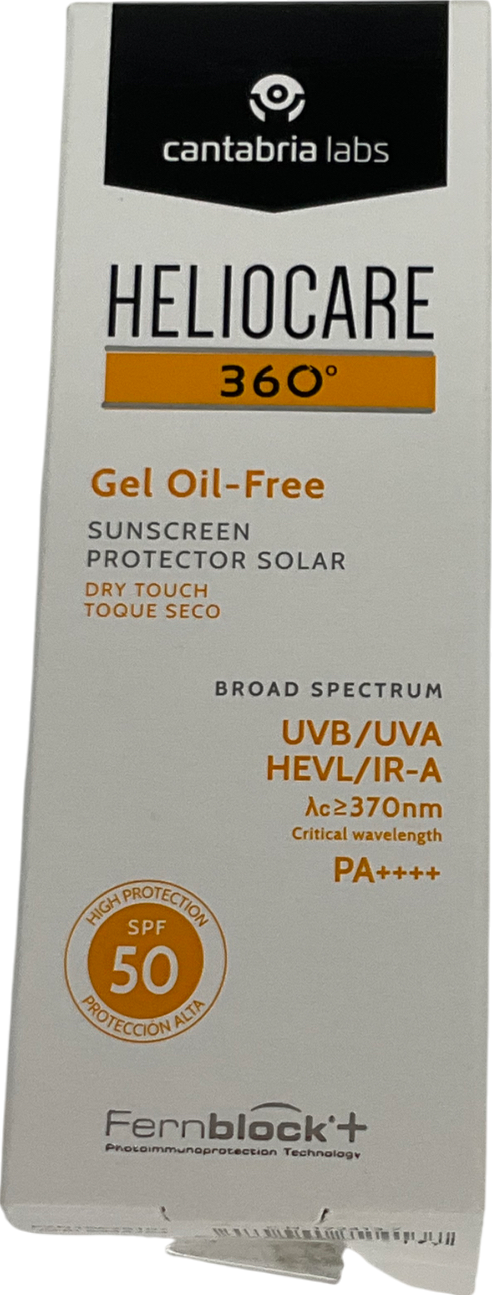 cantabria labs
HELIOCARE
360°
Gel Oil-Free
SUNSCREEN
PROTECTOR SOLAR
DRY TOUCH
TOQUE SECO
BROAD SPECTRUM
UVB/UVA
HEVL/IR-A
λc≥370nm
Critical wavelength
PA++++
HIGH PROTECTION
SPF
50
PROTECCIÓN ALTA
Fernblock+
Photoimmunoprotection Technology